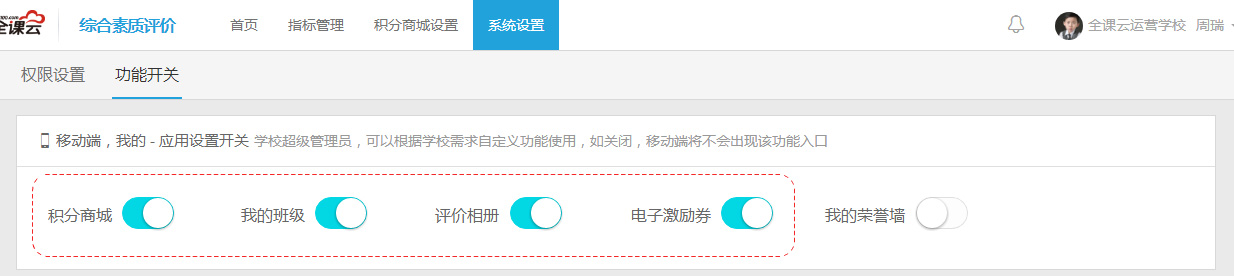 全课云
综合素质评价 首页 指标管理 积分商城设置 系统设置 全课云运营学校 周瑞
权限设置 功能开关
移动端，我的 - 应用设置开关 学校超级管理员，可以根据学校需求自定义功能使用，如关闭，移动端将不会出现该功能入口
积分商城 我的班级 评价相册 电子激励券 我的荣誉墙